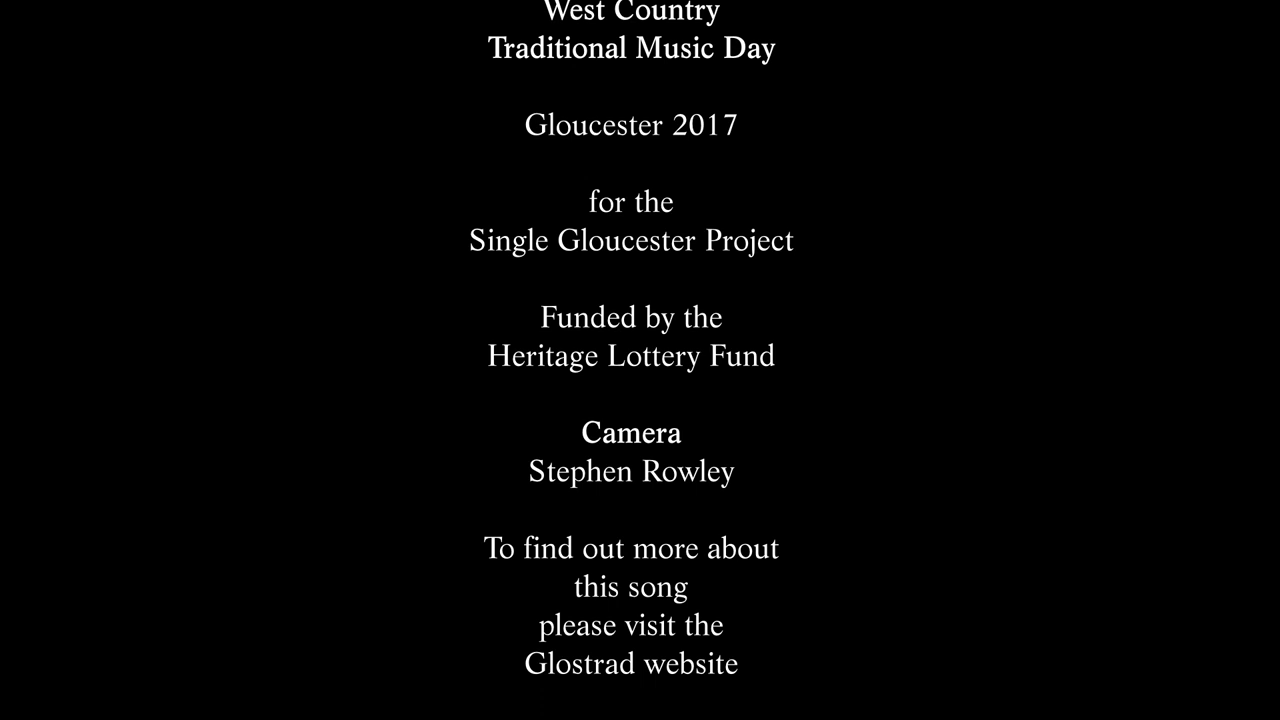 West Country
Traditional Music Day
Gloucester 2017
for the
Single Gloucester Project
Funded by the
Heritage Lottery Fund
Camera
Stephen Rowley
To find out more about
this song
please visit the
Glostrad website